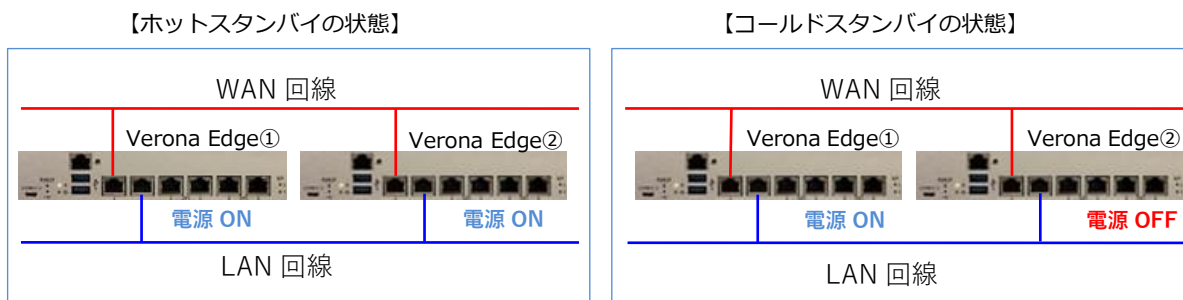 【ホットスタンバイの状態】
WAN 回線
Verona Edge①
Verona Edge②
電源 ON
電源 ON
LAN 回線
【コールドスタンバイの状態】
WAN 回線
Verona Edge①
Verona Edge②
電源 ON
電源 OFF
LAN 回線